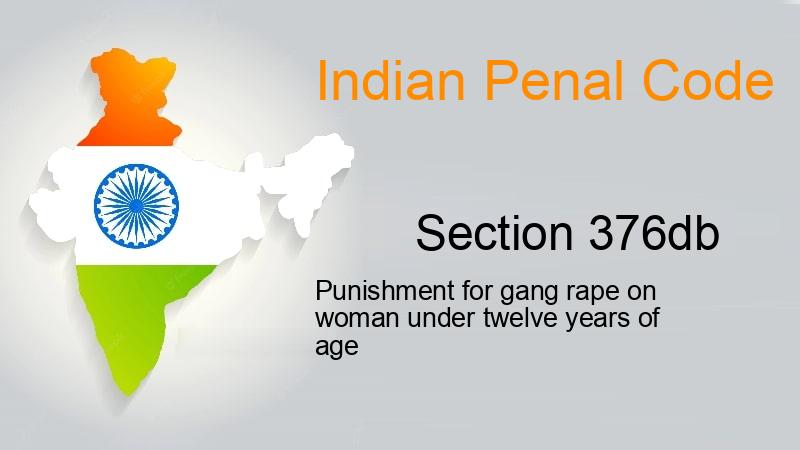 Indian Penal Code
Section 376db
Punishment for gang rape on
woman under twelve years of
age